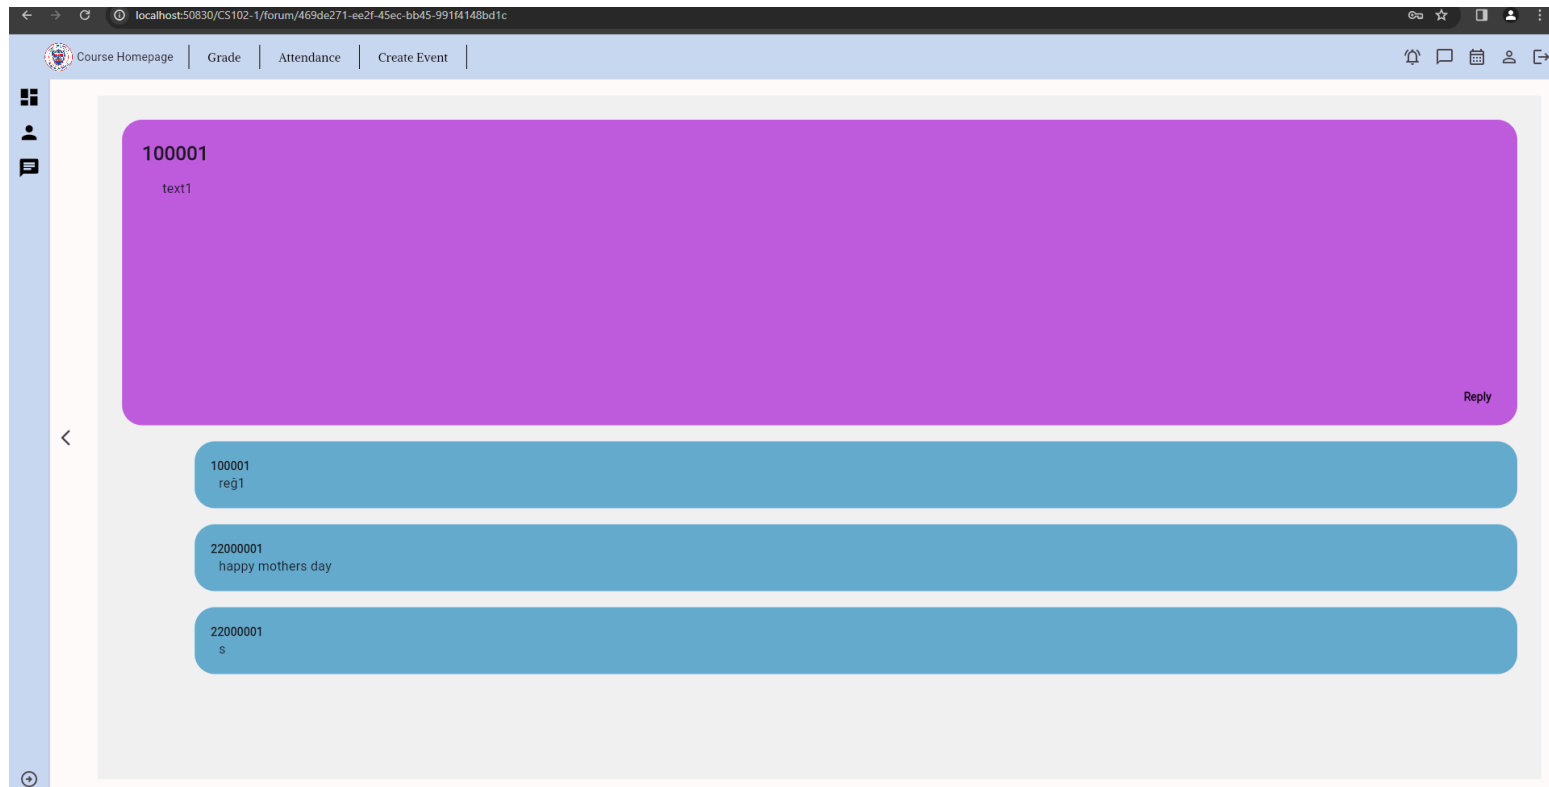 localhost:50830/CS102-1/forum/469de271-ee2f-45ec-bb45-991f4148bd1c
Course Homepage Grade Attendance Create Event
100001
text1
Reply
100001
reğ1
22000001
happy mothers day
22000001
s